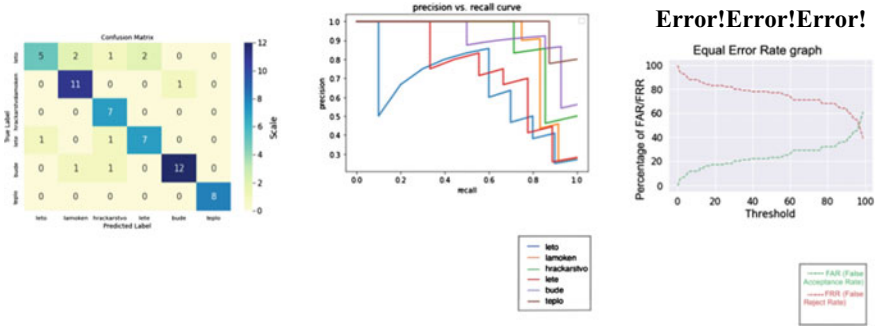 Error!Error!Error!
Confusion Matrix
True Label
leto
lamoken
hrackarstvo
leto
bude
teplo
5 2 1 2 0 0
0 11 0 0 1 0
0 0 7 0 0 0
1 0 1 7 0 0
0 1 1 0 12 0
0 0 0 0 0 8
leto lamoken hrackarstvo lete bude teplo
Predicted Label
12
10
8
6
4
2
0
Scale
precision vs. recall curve
precision
1.0
0.9
0.8
0.7
0.6
0.5
0.4
0.3
0.0 0.2 0.4 0.6 0.8 1.0
recall
leto
lamoken
hrackarstvo
lete
bude
teplo
Equal Error Rate graph
Percentage of FAR/FRR
100
80
60
40
20
0
0 20 40 60 80 100
Threshold
FAR (False
Acceptance Rate)
FRR (False
Reject Rate)